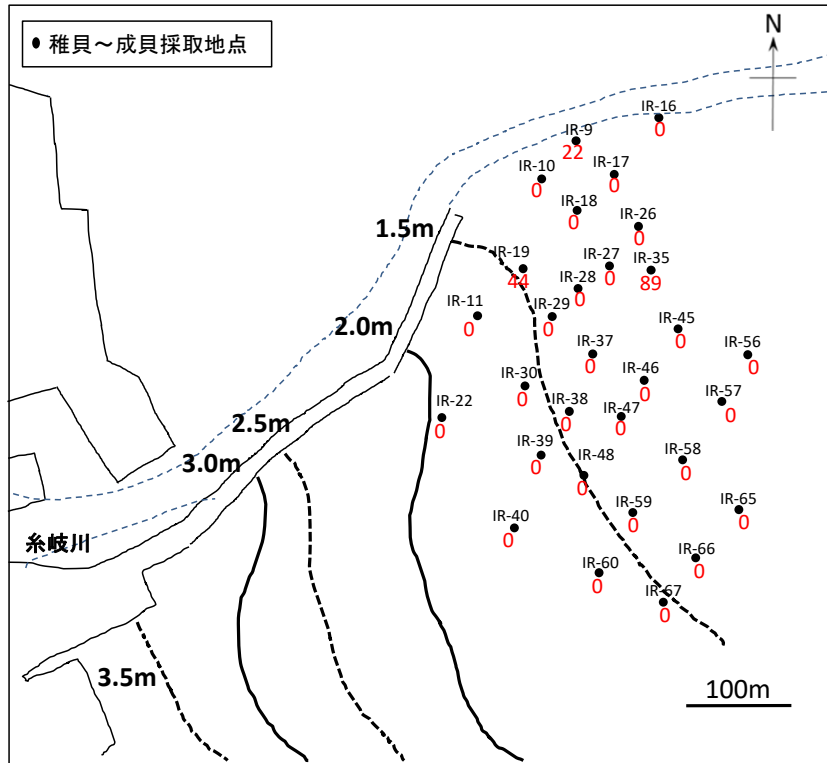 ● 稚貝～成貝採取地点
N
IR-16
0
IR-9
22
IR-10
0
IR-17
0
IR-18
0
1.5m
IR-26
0
IR-19
44
IR-27
0
IR-35
89
IR-28
0
IR-11
0
IR-29
0
2.0m
IR-45
0
IR-37
0
IR-56
0
IR-46
0
IR-30
0
IR-57
0
IR-22
0
IR-38
0
IR-47
0
2.5m
3.0m
IR-39
0
IR-58
0
IR-48
0
IR-40
0
IR-59
0
IR-65
0
糸岐川
IR-66
0
IR-60
0
IR-67
0
3.5m
100m